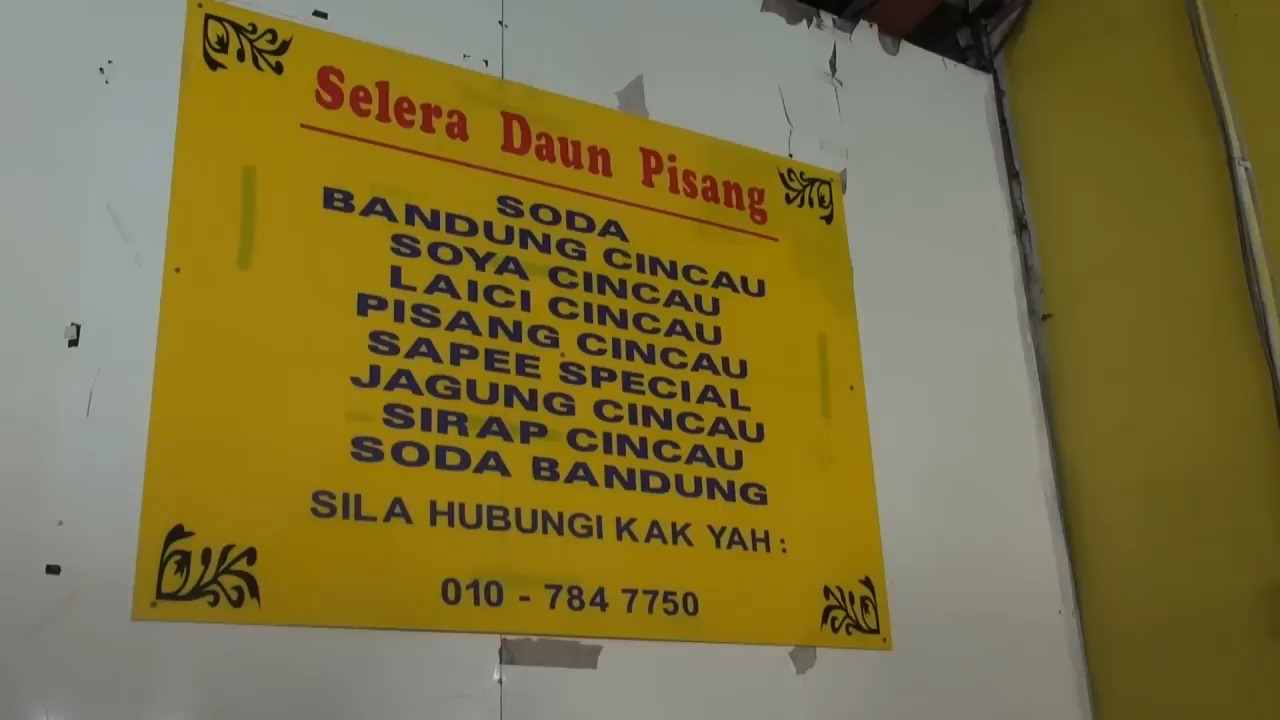 Selera Daun Pisang
SODA
BANDUNG CINCAU
SOYA CINCAU
LAICI CINCAU
PISANG CINCAU
SAPEE SPECIAL
JAGUNG CINCAU
SIRAP CINCAU
SODA BANDUNG
SILA HUBUNGI KAK YAH :
010 - 784 7750